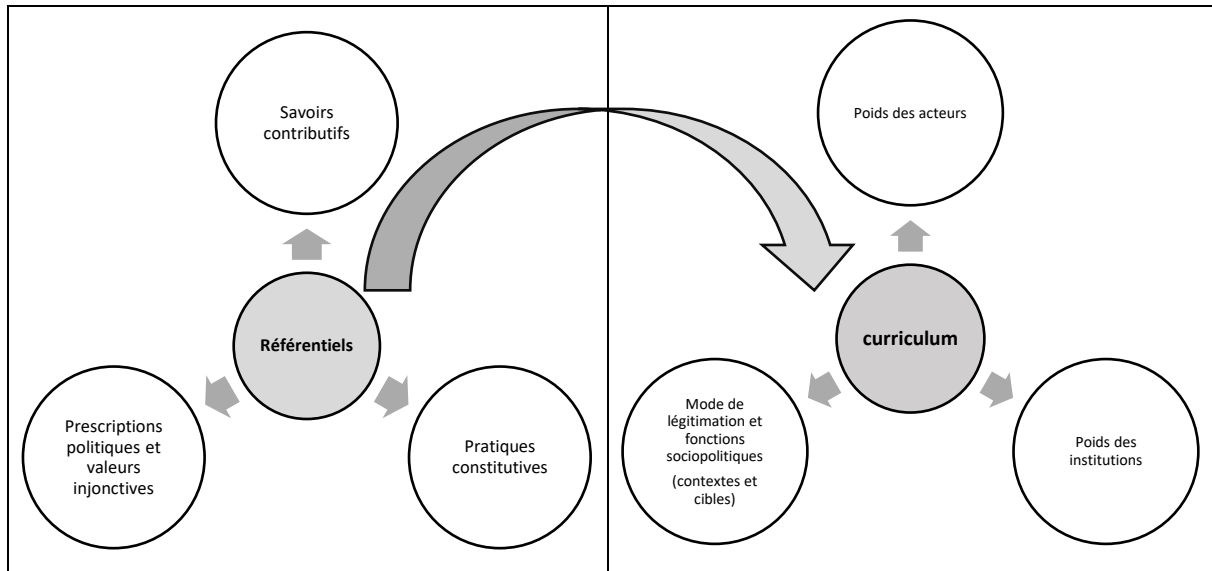 Savoirs
contributifs
Référentiels
Prescriptions
politiques et
valeurs
injonctives
Pratiques
constitutives
Poids des acteurs
curriculum
Mode de
légitimation et
fonctions
sociopolitiques
(contextes et
cibles)
Poids des
institutions